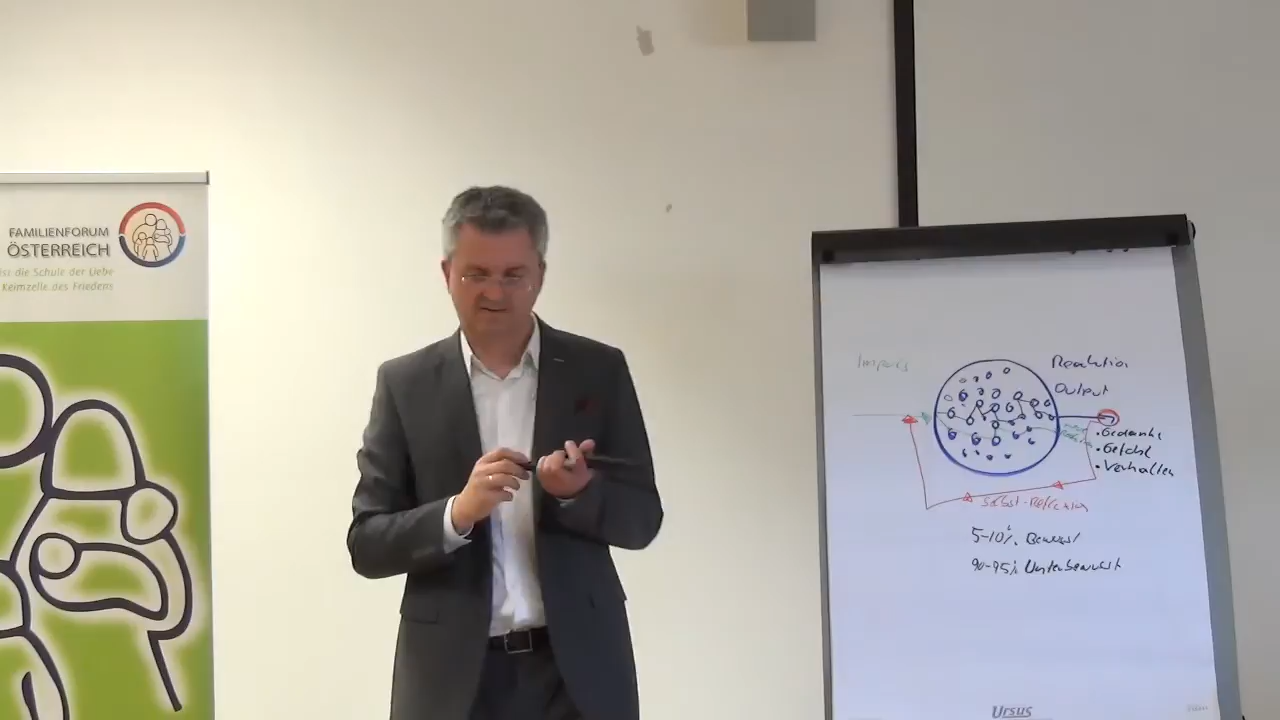 FAMILIENFORUM
ÖSTERREICH
ist die Schule der Liebe
Keimzelle des Friedens
Impuls
Reaktion
Output
• Gedanke
• Gefühl
• Verhalten
Selbst-Reflexion
5-10% Bewusst
90-95% Unterbewusst
Ursus